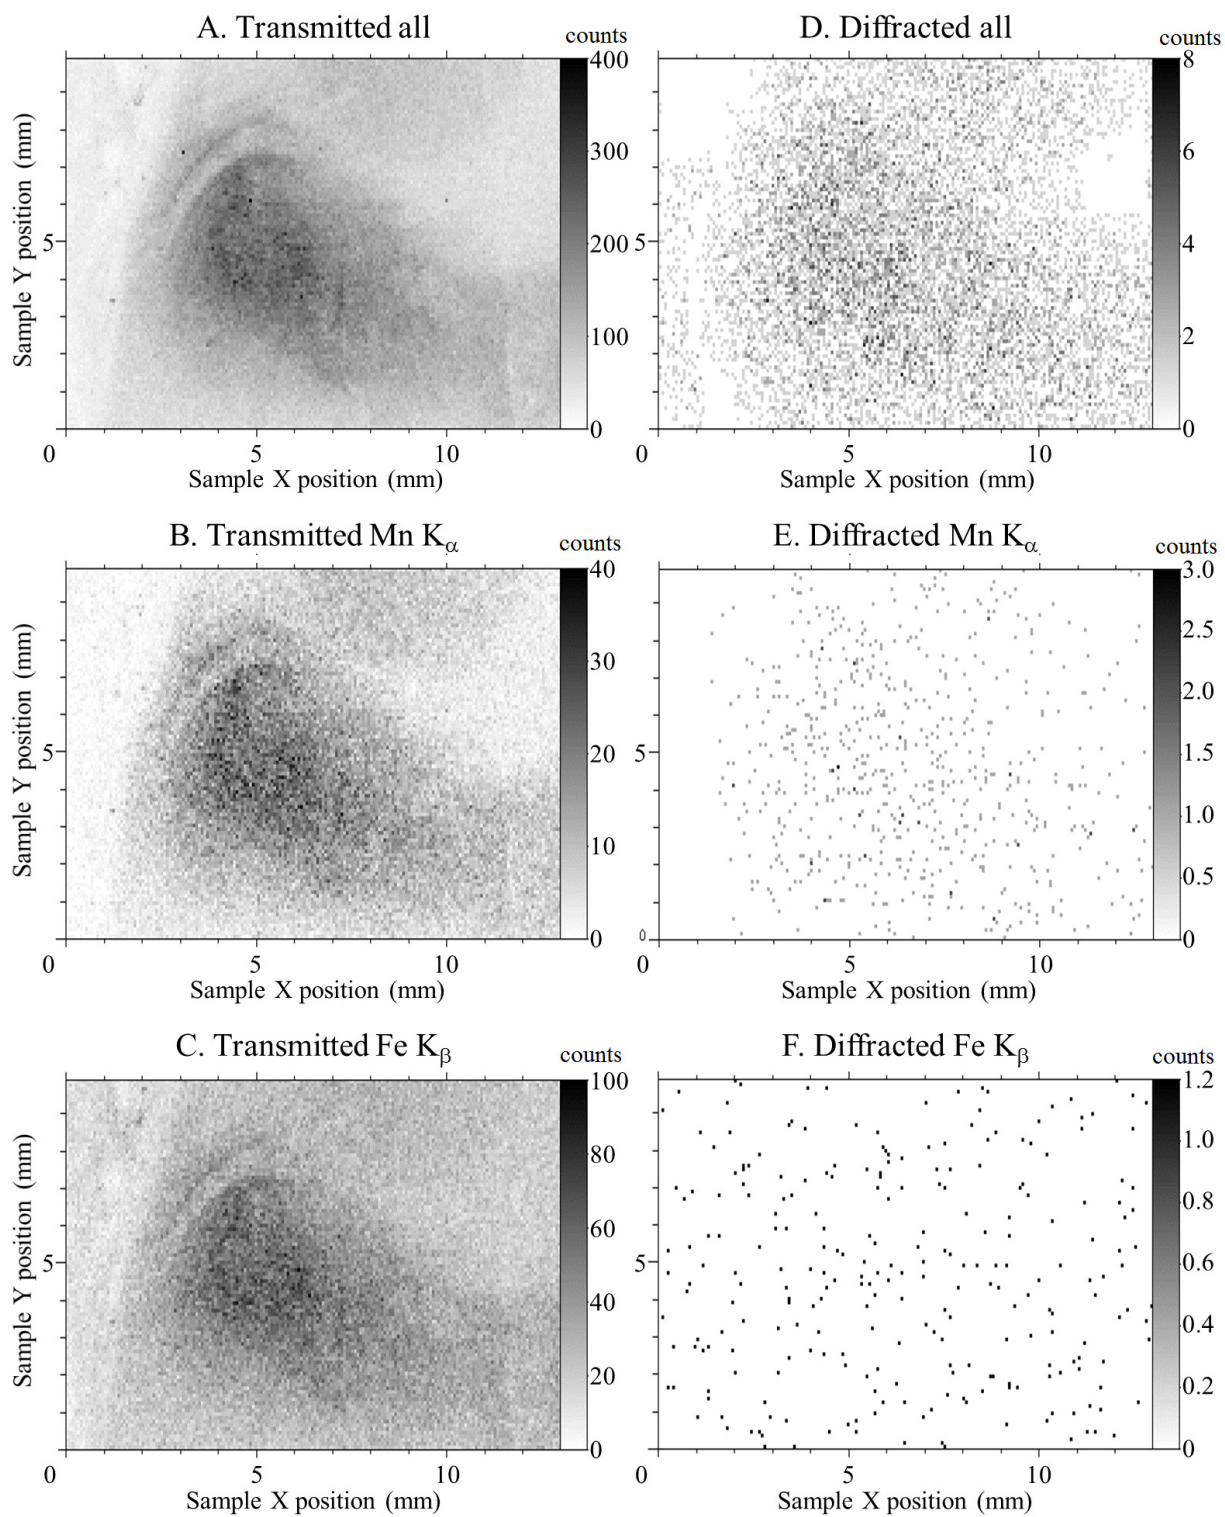 A. Transmitted all
counts
400
300
200
100
0
5
0
5
10
Sample Y position (mm)
Sample X position (mm)
D. Diffracted all
counts
8
6
4
2
0
5
0
5
10
Sample X position (mm)
B. Transmitted Mn Kα
counts
40
30
20
10
0
5
0
5
10
Sample Y position (mm)
Sample X position (mm)
E. Diffracted Mn Kα
counts
3.0
2.5
2.0
1.5
1.0
0.5
0
5
0
0
5
10
Sample X position (mm)
C. Transmitted Fe Kβ
counts
100
80
60
40
20
0
5
0
5
10
Sample Y position (mm)
Sample X position (mm)
F. Diffracted Fe Kβ
counts
1.2
1.0
0.8
0.6
0.4
0.2
0
5
0
5
10
Sample X position (mm)